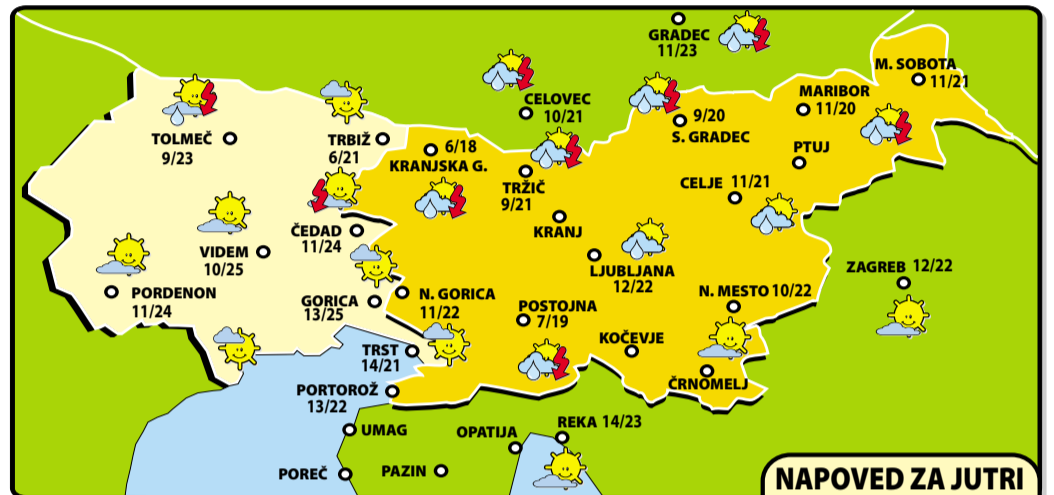 GRADEC
11/23
M. SOBOTA
11/21
MARIBOR
11/20
CELOVEC
10/21
9/20
S. GRADEC
TOLMEČ
9/23
TRBIŽ
6/21
6/18
KRANJSKA G.
PTUJ
TRŽIČ
9/21
CELJE 11/21
KRANJ
ČEDAD
11/24
VIDEM
10/25
LJUBLJANA
12/22
ZAGREB 12/22
PORDENON
11/24
GORICA
13/25
N. GORICA
11/22
POSTOJNA
7/19
N. MESTO 10/22
KOČEVJE
TRST
14/21
ČRNOMELJ
PORTOROŽ
13/22
UMAG
OPATIJA
REKA 14/23
POREČ
PAZIN
NAPOVED ZA JUTRI